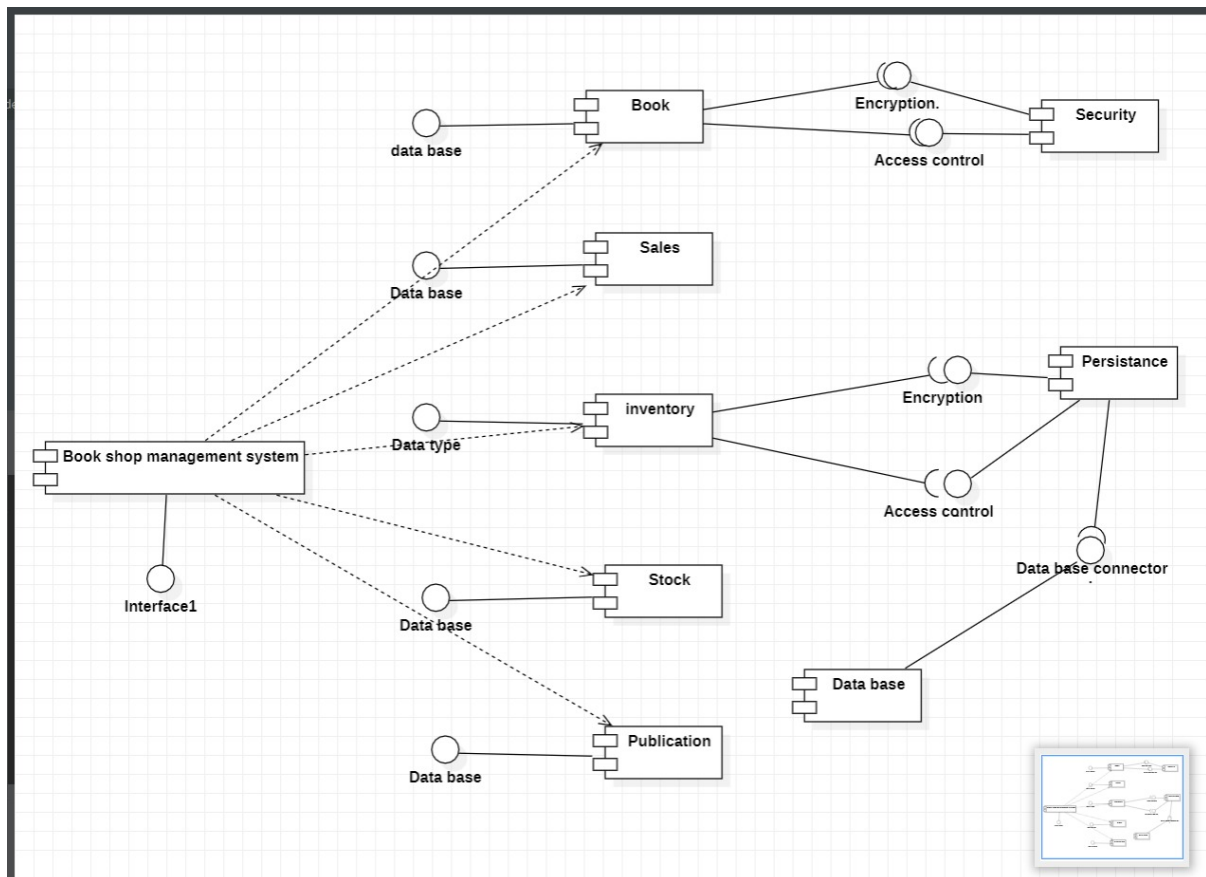 Book
Encryption.
Security
data base
Access control
Sales
Data base
Persistance
inventory
Encryption
Data type
Book shop management system
Access control
Data base connector
.
Stock
Interface1
Data base
Data base
Publication
Data base